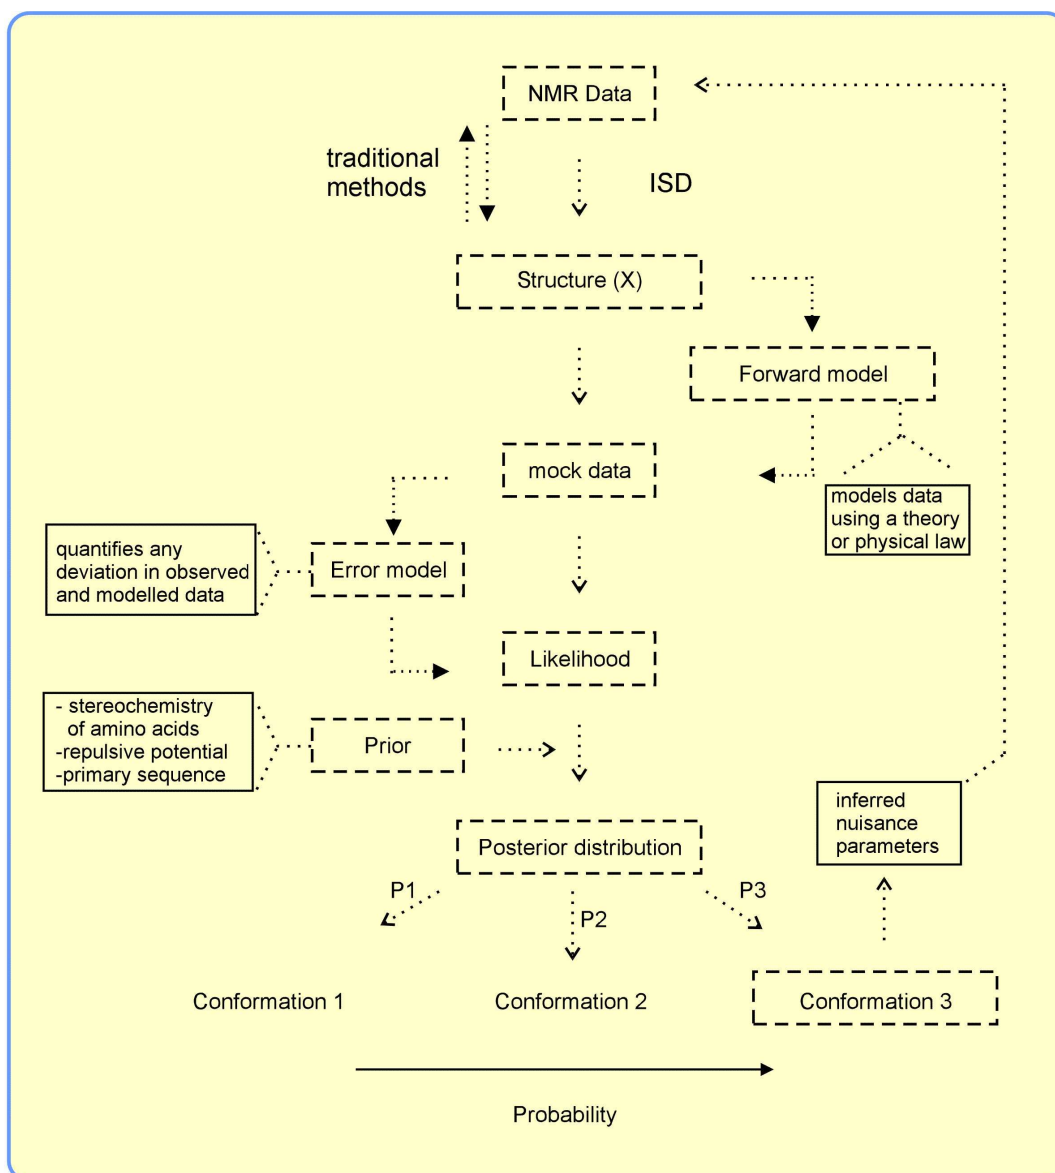 NMR Data
traditional
methods
ISD
Structure (X)
Forward model
mock data
models data
using a theory
or physical law
quantifies any
deviation in observed
and modelled data
Error model
Likelihood
- stereochemistry
of amino acids
-repulsive potential
-primary sequence
Prior
inferred
nuisance
parameters
Posterior distribution
P1
P2
P3
Conformation 1
Conformation 2
Conformation 3
Probability